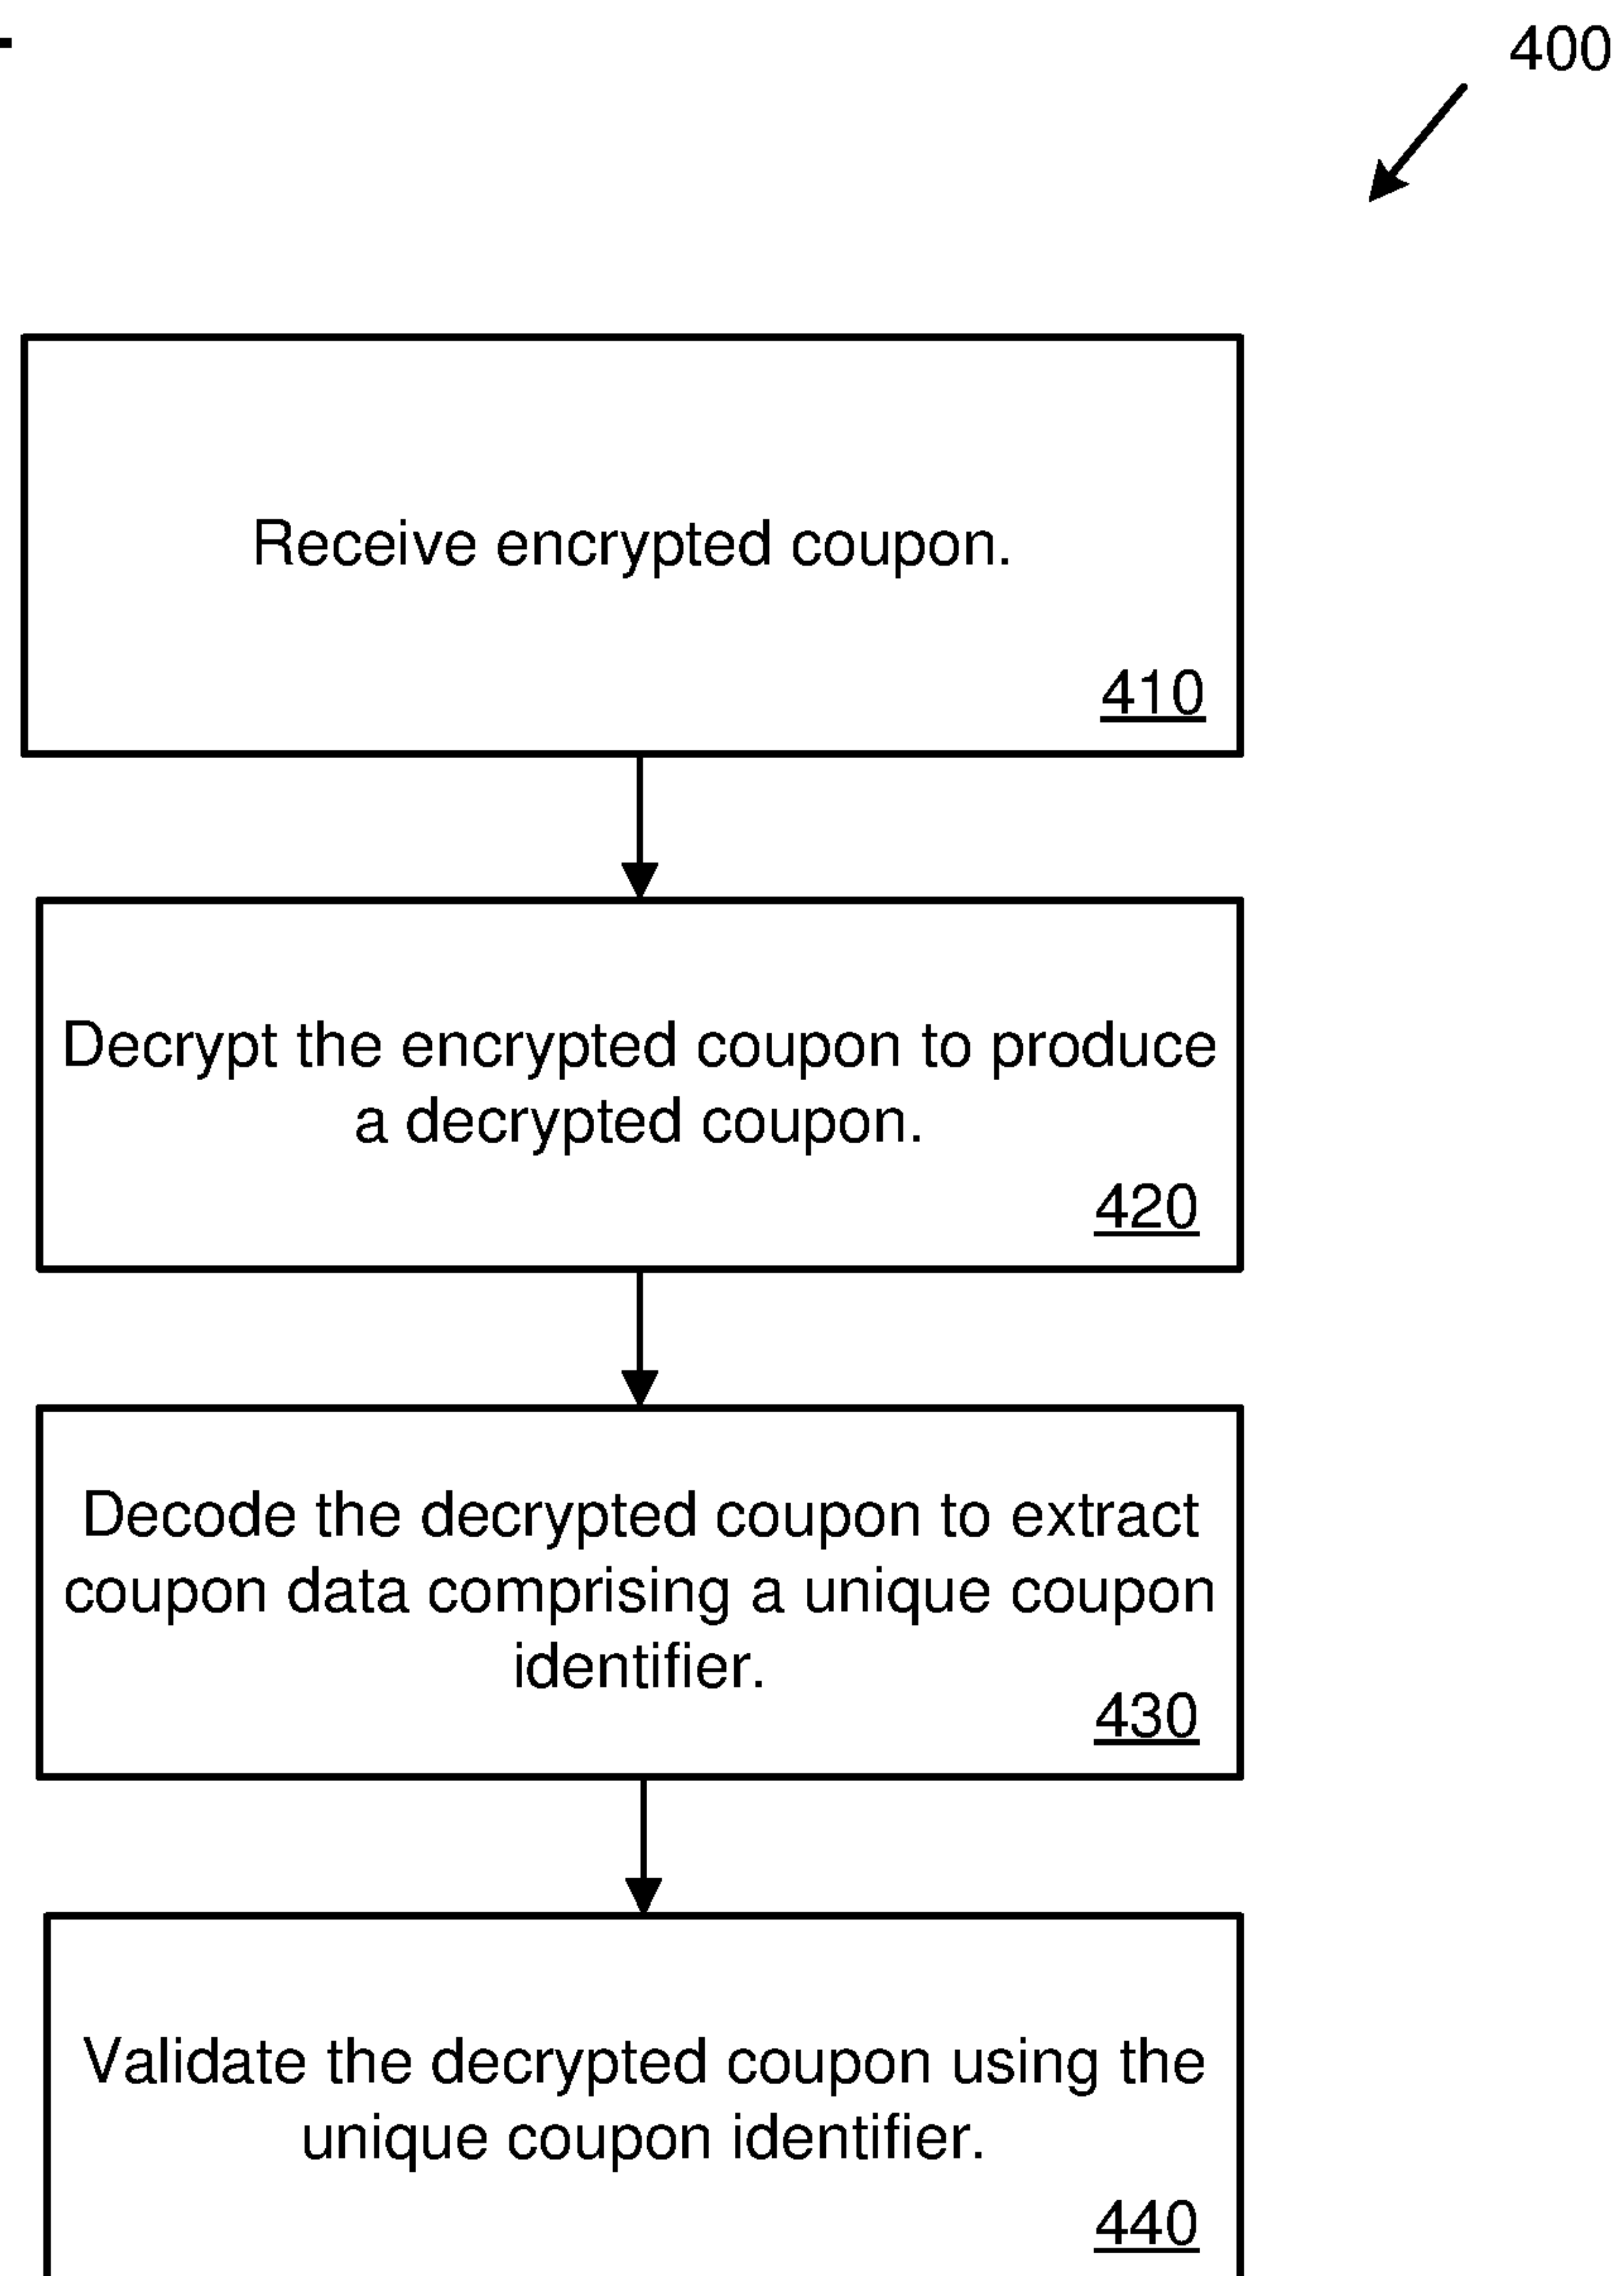 400
Receive encrypted coupon.
410
Decrypt the encrypted coupon to produce
a decrypted coupon.
420
Decode the decrypted coupon to extract
coupon data comprising a unique coupon
identifier.
430
Validate the decrypted coupon using the
unique coupon identifier.
440